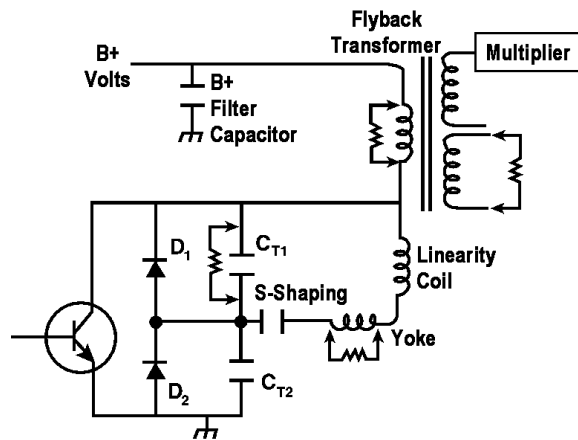 Flyback
Transformer
Multiplier
B+
Volts
B+
Filter
Capacitor
D1
CT1
Linearity
Coil
S-Shaping
Yoke
D2
CT2